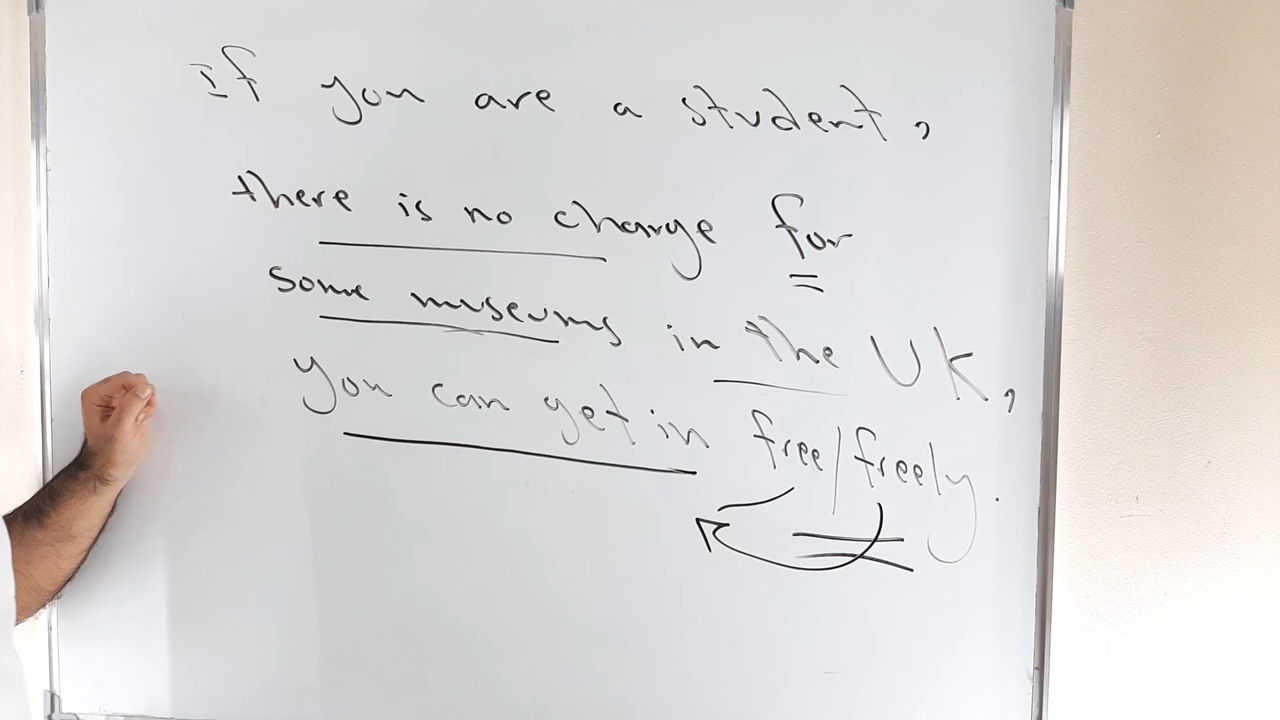 If you are a student,
there is no charge for
some museums in the UK,
you can get in free/freely.